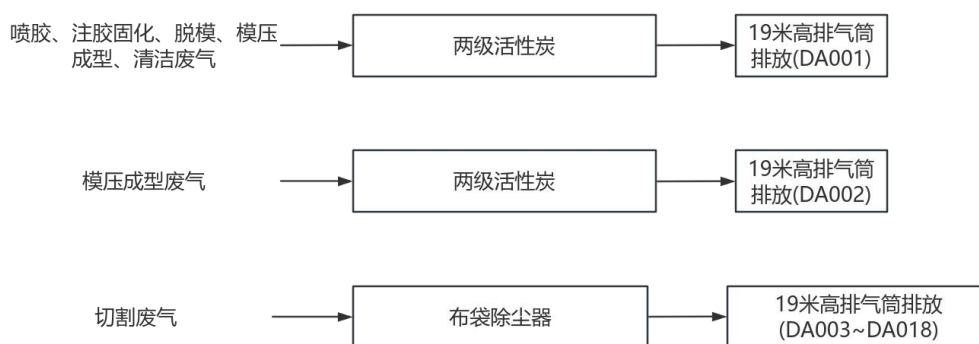 喷胶、注胶固化、脱模、模压
成型、清洁废气
两级活性炭
19米高排气筒
排放(DA001)
模压成型废气
两级活性炭
19米高排气筒
排放(DA002)
切割废气
布袋除尘器
19米高排气筒排放
(DA003~DA018)